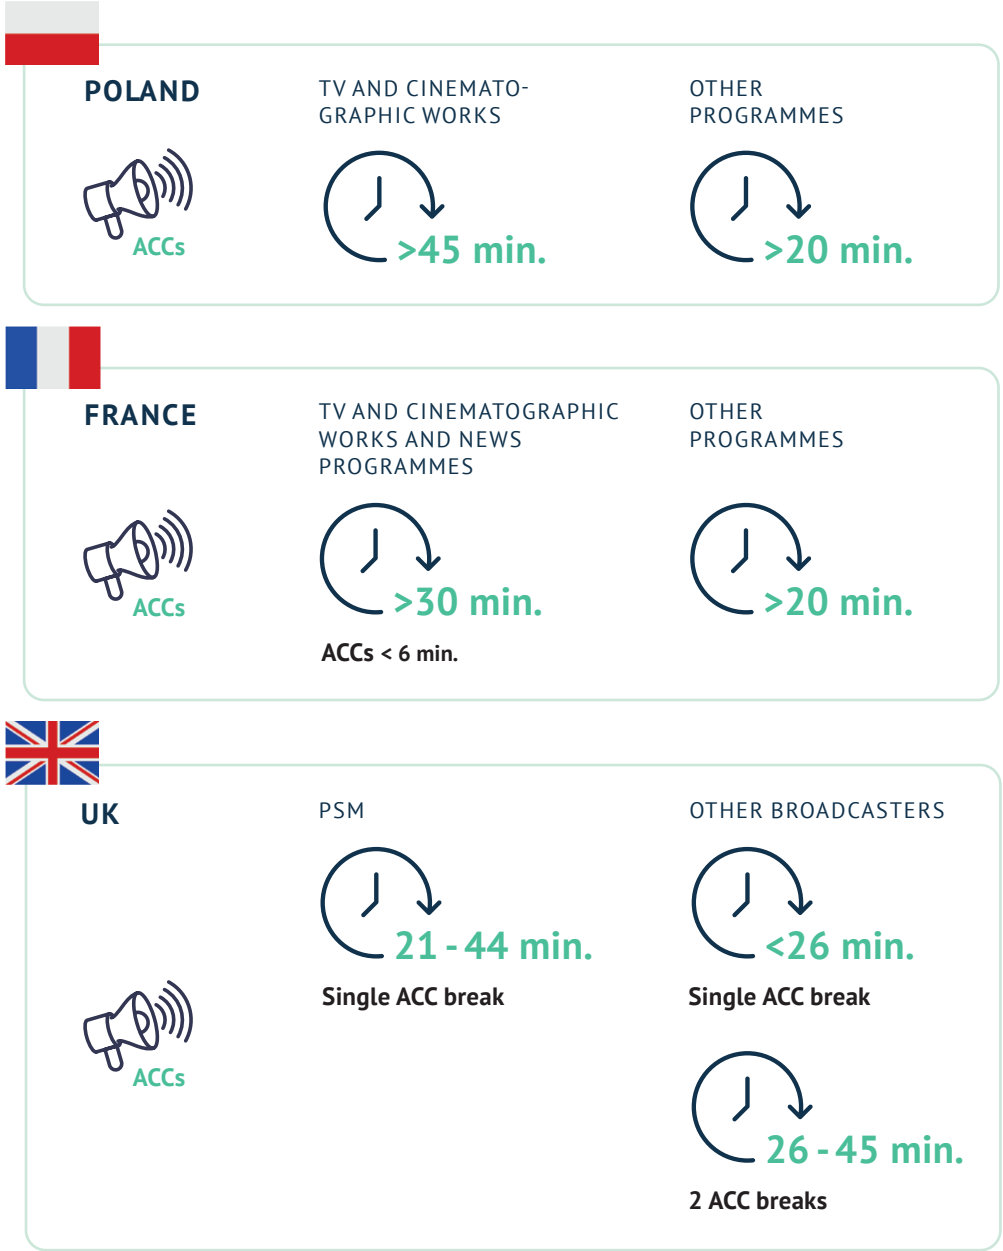 POLAND
TV AND CINEMATO-
GRAPHIC WORKS
OTHER
PROGRAMMES
ACCs
>45 min.
>20 min.
FRANCE
TV AND CINEMATOGRAPHIC
WORKS AND NEWS
PROGRAMMES
OTHER
PROGRAMMES
ACCs
>30 min.
ACCs < 6 min.
>20 min.
UK
PSM
OTHER BROADCASTERS
21 - 44 min.
Single ACC break
<26 min.
Single ACC break
ACCs
26 - 45 min.
2 ACC breaks